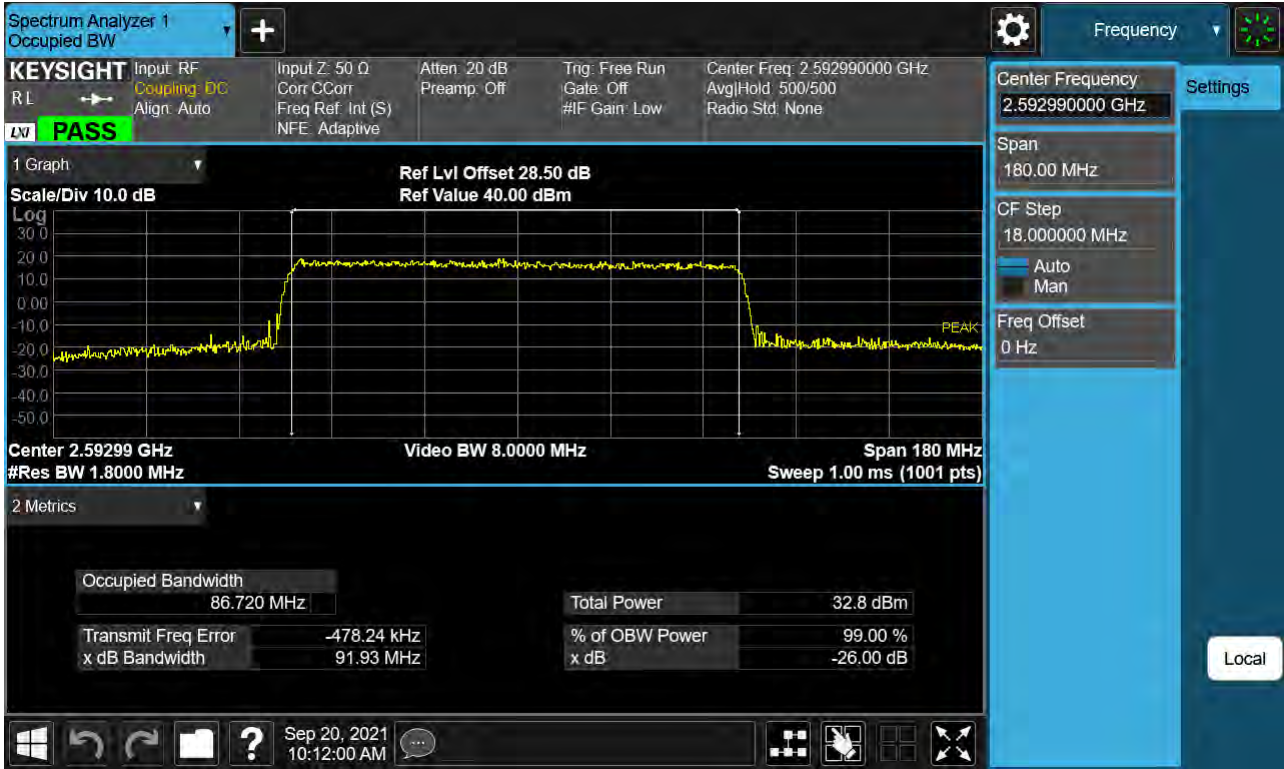 Spectrum Analyzer 1
Occupied BW
Frequency
KEYSIGHT
RL
LXI PASS
Input: RF
Coupling: DC
Align: Auto
Input Z: 50 Ω
Corr CCorr
Freq Ref: Int (S)
NFE: Adaptive
Atten: 20 dB
Preamp: Off
Trig: Free Run
Gate: Off
#IF Gain: Low
Center Freq: 2.592990000 GHz
Avg|Hold: 500/500
Radio Std: None
Center Frequency
2.592990000 GHz
Settings
Span
180.00 MHz
CF Step
18.000000 MHz
Auto
Man
Freq Offset
0 Hz
Local
1 Graph
Scale/Div 10.0 dB
Ref Lvl Offset 28.50 dB
Ref Value 40.00 dBm
Log
30.0
20.0
10.0
0.00
-10.0
-20.0
-30.0
-40.0
-50.0
PEAK
Center 2.59299 GHz
#Res BW 1.8000 MHz
Video BW 8.0000 MHz
Span 180 MHz
Sweep 1.00 ms (1001 pts)
2 Metrics
Occupied Bandwidth
86.720 MHz
Transmit Freq Error -478.24 kHz
x dB Bandwidth 91.93 MHz
Total Power 32.8 dBm
% of OBW Power 99.00 %
x dB -26.00 dB
Sep 20, 2021
10:12:00 AM